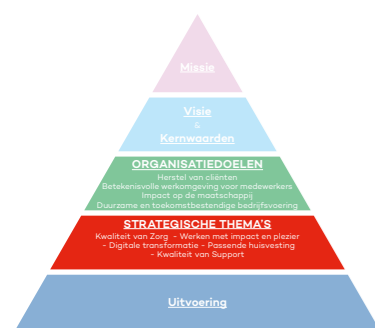 Missie
Visie
&
Kernwaarden
ORGANISATIEDOELEN
Herstel van cliënten
Betekenisvolle werkomgeving voor medewerkers
Impact op de maatschappij
Duurzame en toekomstbestendige bedrijfsvoering
STRATEGISCHE THEMA'S
Kwaliteit van Zorg - Werken met impact en plezier
- Digitale transformatie - Passende huisvesting
- Kwaliteit van Support
Uitvoering